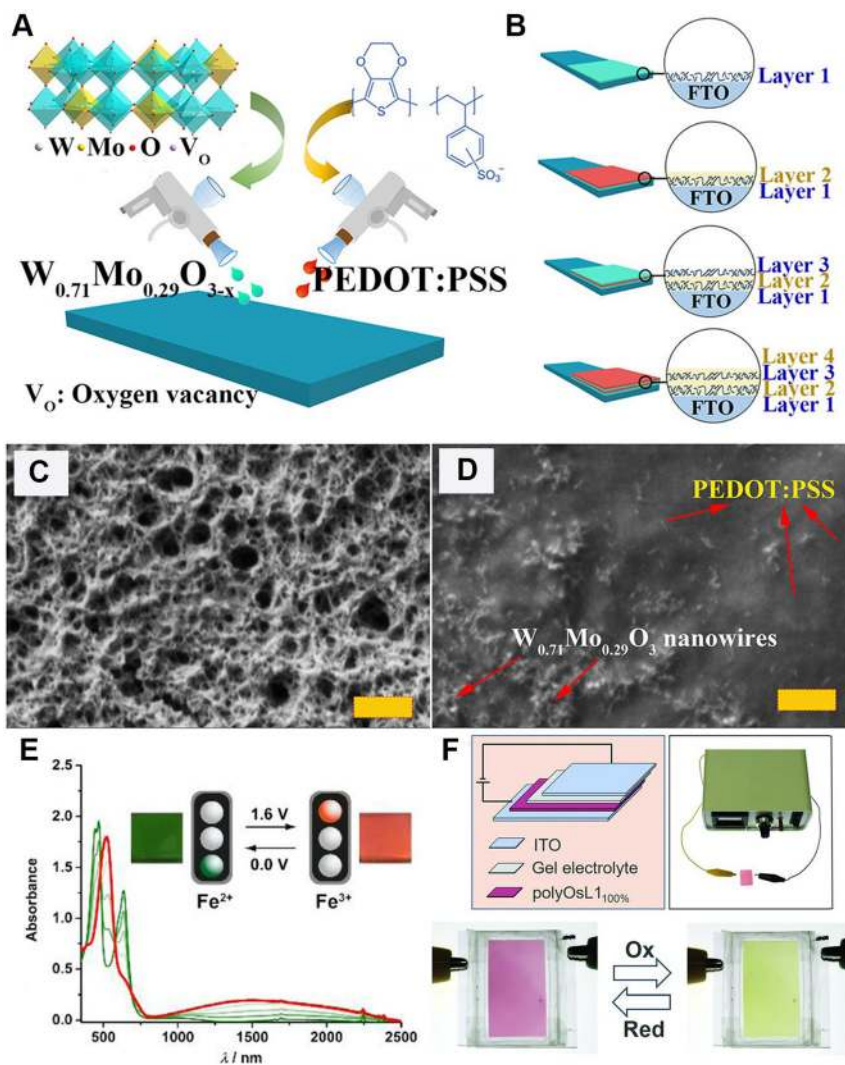 A
W Mo O V_O
SO₃⁻
O
O
S
W₀.₇₁Mo₀.₂₉O₃₋ₓ
PEDOT:PSS
V_O: Oxygen vacancy
B
FTO
Layer 1
FTO
Layer 2
Layer 1
FTO
Layer 3
Layer 2
Layer 1
FTO
Layer 4
Layer 3
Layer 2
Layer 1
C
D
PEDOT:PSS
W₀.₇₁Mo₀.₂₉O₃ nanowires
E
2.5
2.0
1.5
1.0
0.5
0.0
Absorbance
1.6 V
0.0 V
Fe²⁺
Fe³⁺
500
1000
1500
2000
2500
λ / nm
F
ITO
Gel electrolyte
polyOsL1₁₀₀%
Ox
Red